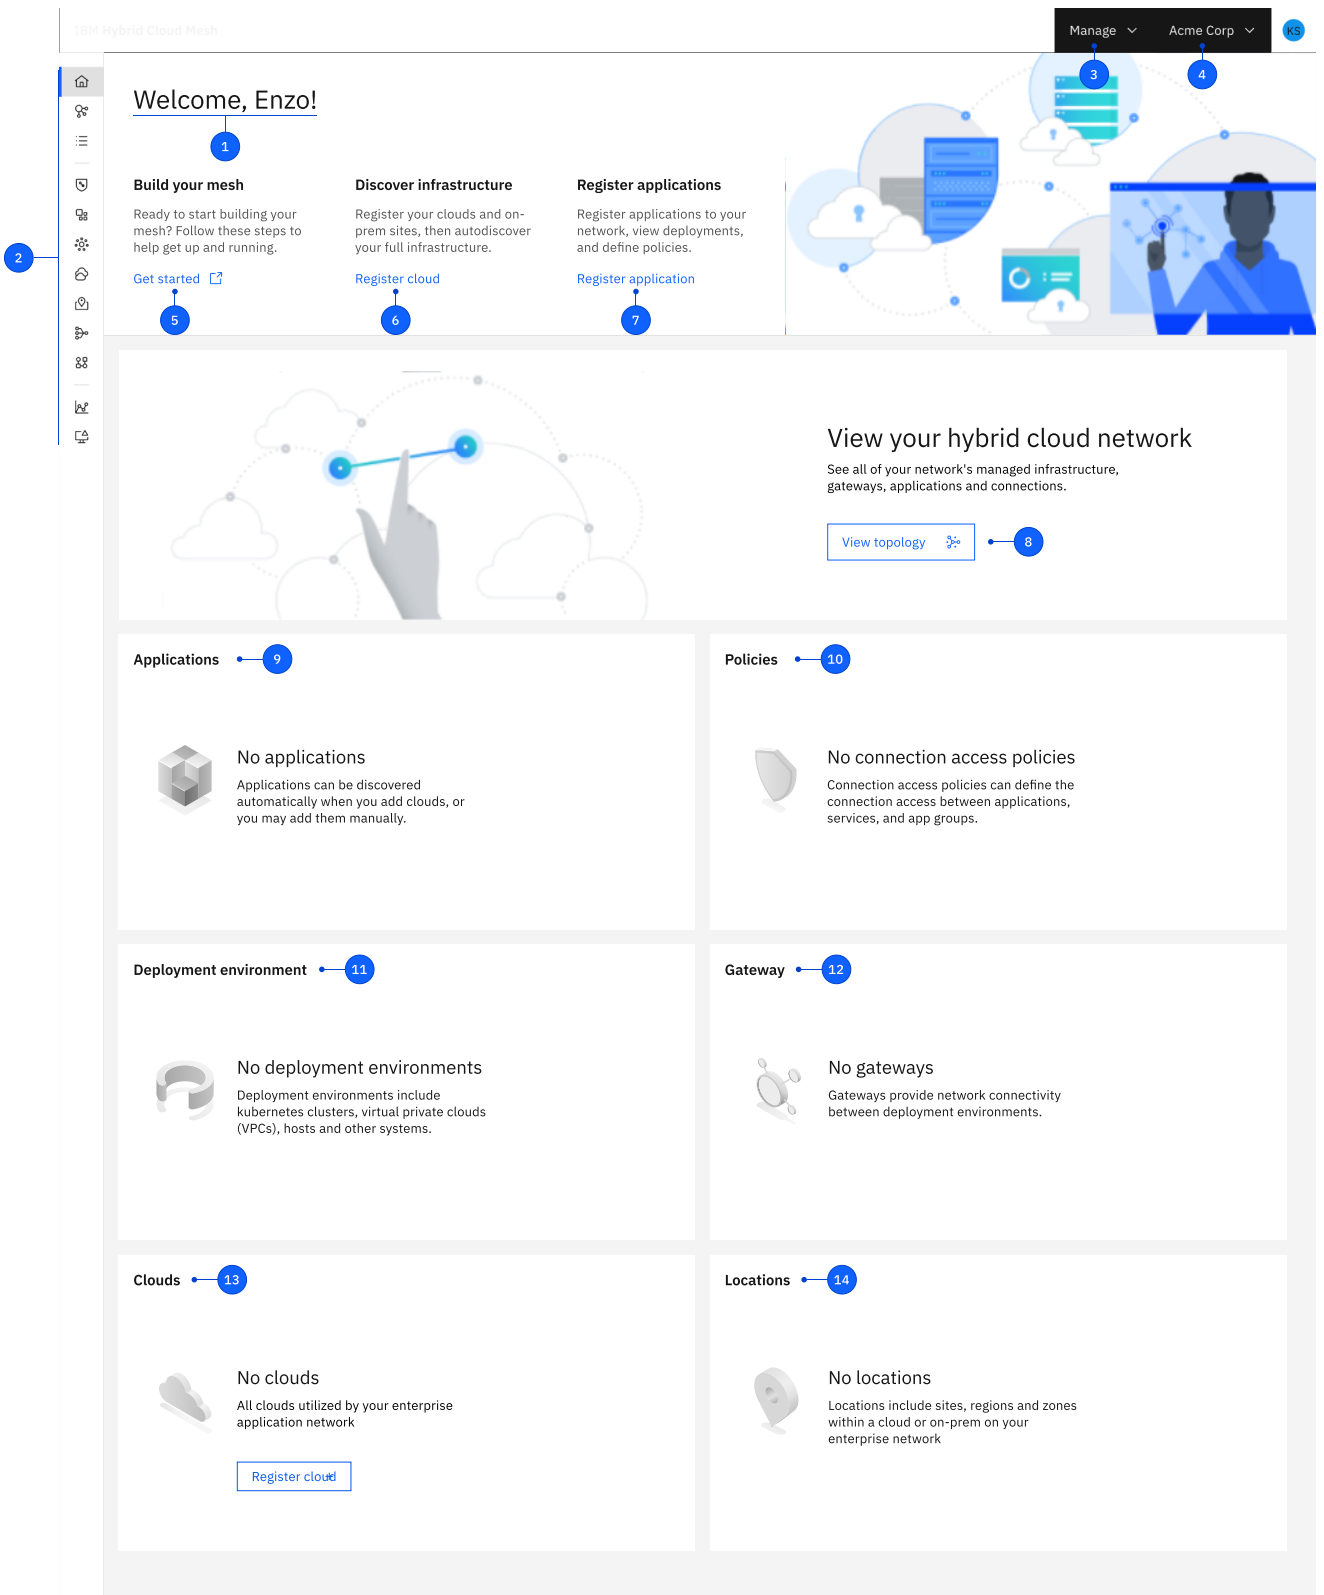 IBM Hybrid Cloud Mesh
Manage
Acme Corp
KS
3
4
Welcome, Enzo!
1
2
Build your mesh
Ready to start building your
mesh? Follow these steps to
help get up and running.
Get started
5
Discover infrastructure
Register your clouds and on-
prem sites, then autodiscover
your full infrastructure.
Register cloud
6
Register applications
Register applications to your
network, view deployments,
and define policies.
Register application
7
View your hybrid cloud network
See all of your network's managed infrastructure,
gateways, applications and connections.
View topology
8
Applications
9
No applications
Applications can be discovered
automatically when you add clouds, or
you may add them manually.
Policies
10
No connection access policies
Connection access policies can define the
connection access between applications,
services, and app groups.
Deployment environment
11
No deployment environments
Deployment environments include
kubernetes clusters, virtual private clouds
(VPCs), hosts and other systems.
Gateway
12
No gateways
Gateways provide network connectivity
between deployment environments.
Clouds
13
No clouds
All clouds utilized by your enterprise
application network
Register cloud
Locations
14
No locations
Locations include sites, regions and zones
within a cloud or on-prem on your
enterprise network